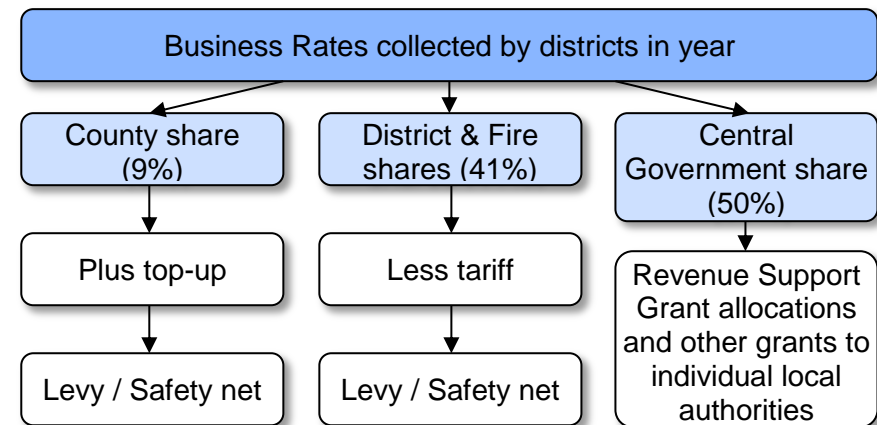 Business Rates collected by districts in year
County share
(9%)
District & Fire
shares (41%)
Central
Government share
(50%)
Plus top-up
Less tariff
Revenue Support
Grant allocations
and other grants to
individual local
authorities
Levy / Safety net
Levy / Safety net